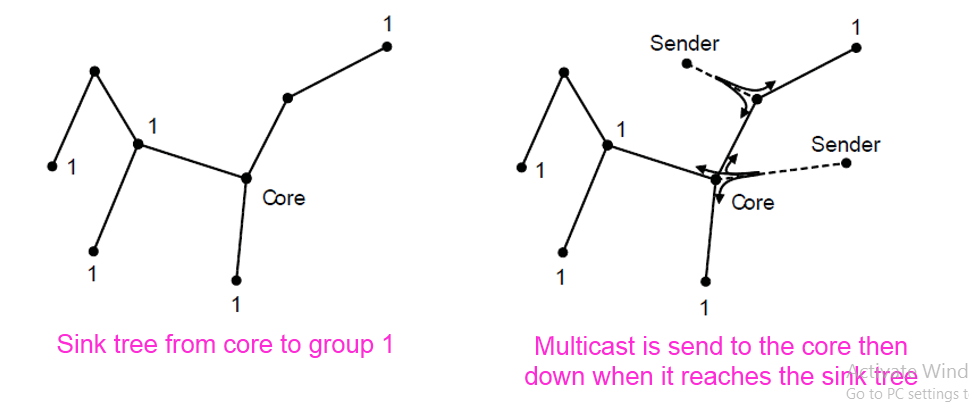 1
1
1
Core
1
1
Sink tree from core to group 1
Sender
1
Sender
1
1
Core
1
1
Multicast is send to the core then
down when it reaches the sink tree
Activate Wind
Go to PC settings t